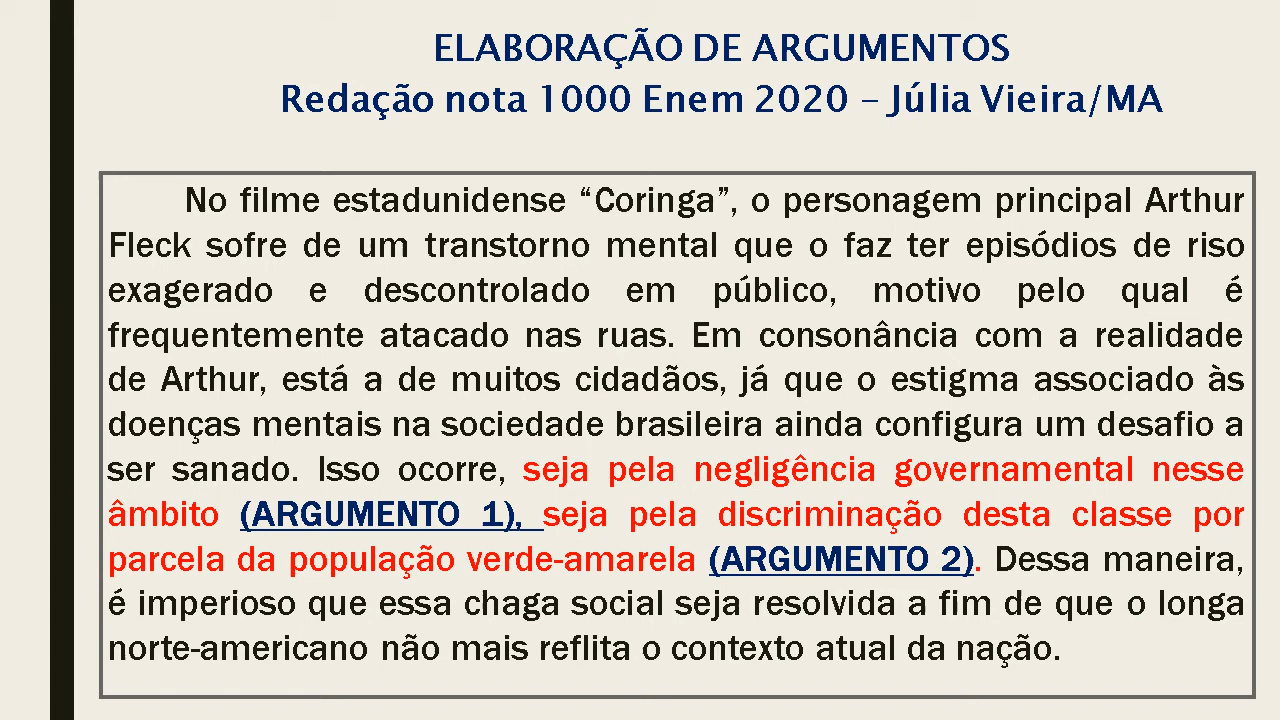 ELABORAÇÃO DE ARGUMENTOS
Redação nota 1000 Enem 2020 – Júlia Vieira/MA
No filme estadunidense “Coringa”, o personagem principal Arthur
Fleck sofre de um transtorno mental que o faz ter episódios de riso
exagerado e descontrolado em público, motivo pelo qual é
frequentemente atacado nas ruas. Em consonância com a realidade
de Arthur, está a de muitos cidadãos, já que o estigma associado às
doenças mentais na sociedade brasileira ainda configura um desafio a
ser sanado. Isso ocorre, seja pela negligência governamental nesse
âmbito (ARGUMENTO 1), seja pela discriminação desta classe por
parcela da população verde-amarela (ARGUMENTO 2). Dessa maneira,
é imperioso que essa chaga social seja resolvida a fim de que o longa
norte-americano não mais reflita o contexto atual da nação.